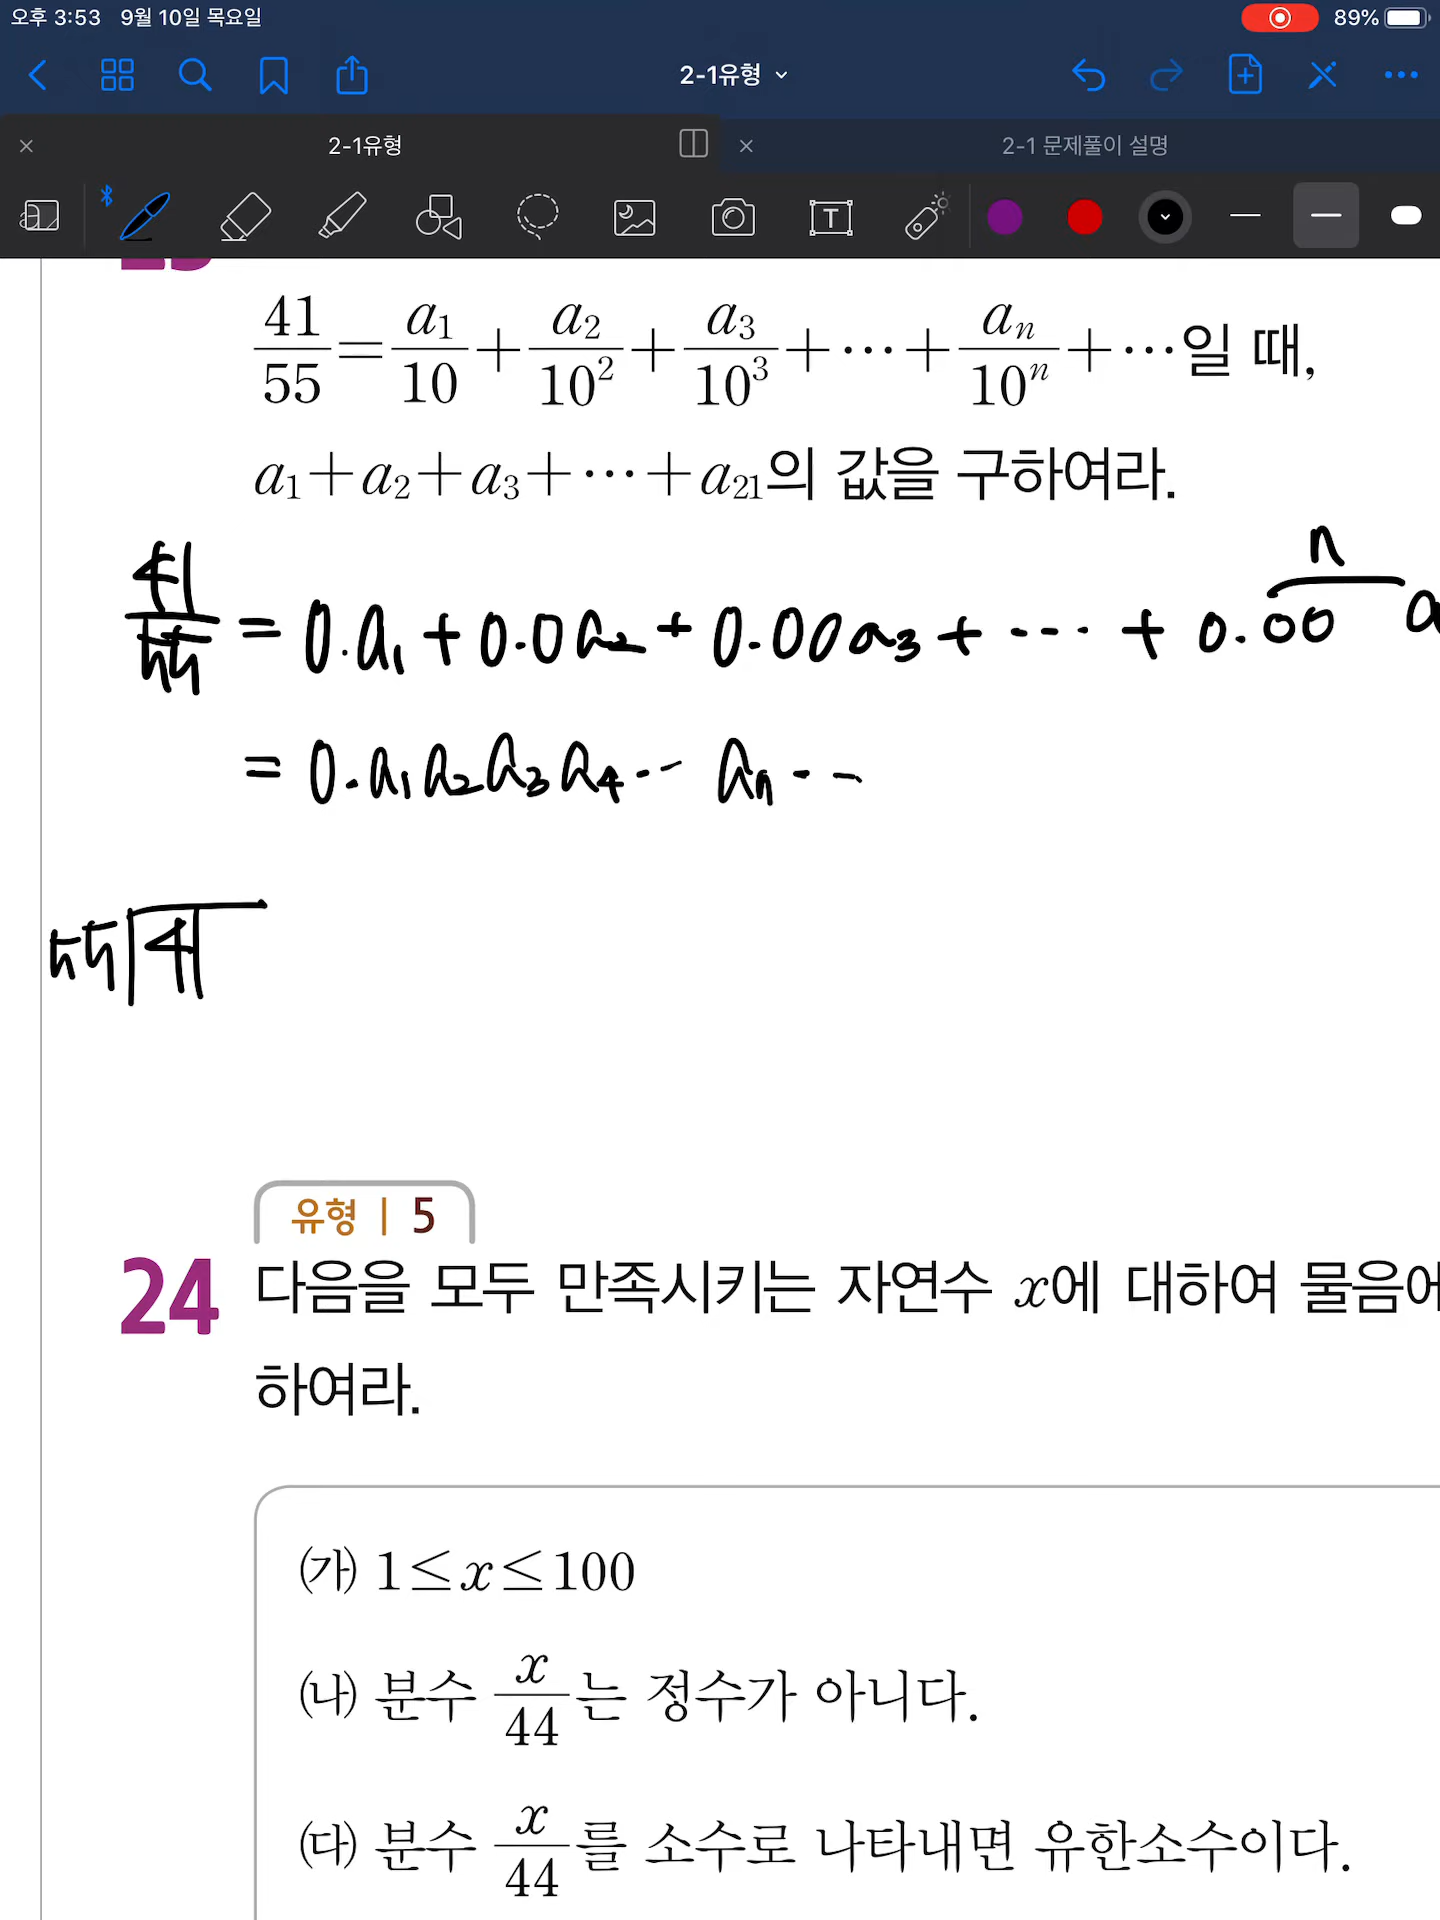 오후 3:53 9월 10일 목요일 89%
2-1유형
2-1유형 2-1 문제풀이 설명
41/55 = a₁/10 + a₂/10² + a₃/10³ + ⋯ + aₙ/10ⁿ + ⋯일 때,
a₁+a₂+a₃+⋯+a₂₁의 값을 구하여라.
n
41/55 = 0.a₁ + 0.0a₂ + 0.00a₃ + ⋯ + 0.00 a
= 0.a₁a₂a₃a₄⋯ aₙ⋯
55 41
유형 | 5
24 다음을 모두 만족시키는 자연수 x에 대하여 물음에
하여라.
㈎ 1≤x≤100
㈏ 분수 x/44는 정수가 아니다.
㈐ 분수 x/44를 소수로 나타내면 유한소수이다.